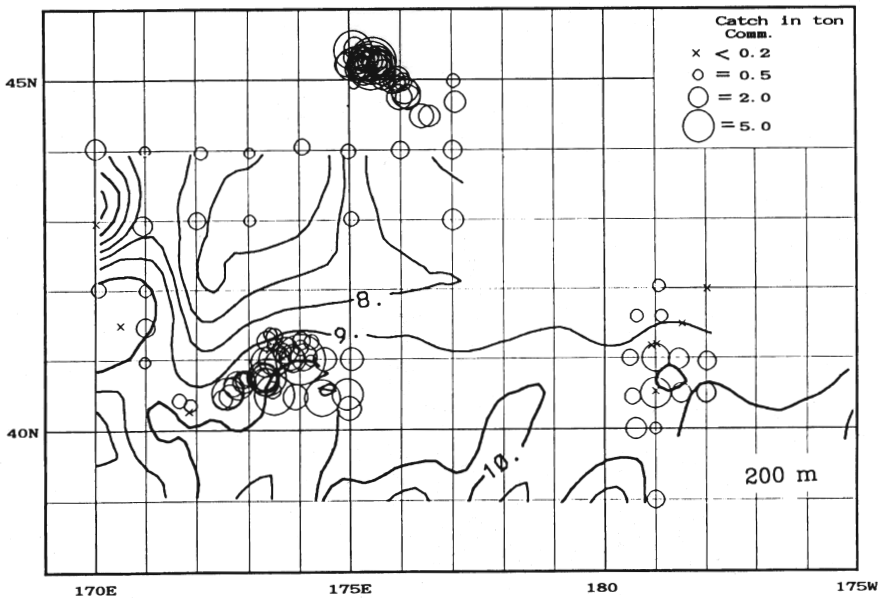 Catch in ton
Comm.
× < 0.2
= 0.5
= 2.0
= 5.0
45N
8.
9.
40N
10.
200 m
170E
175E
180
175W